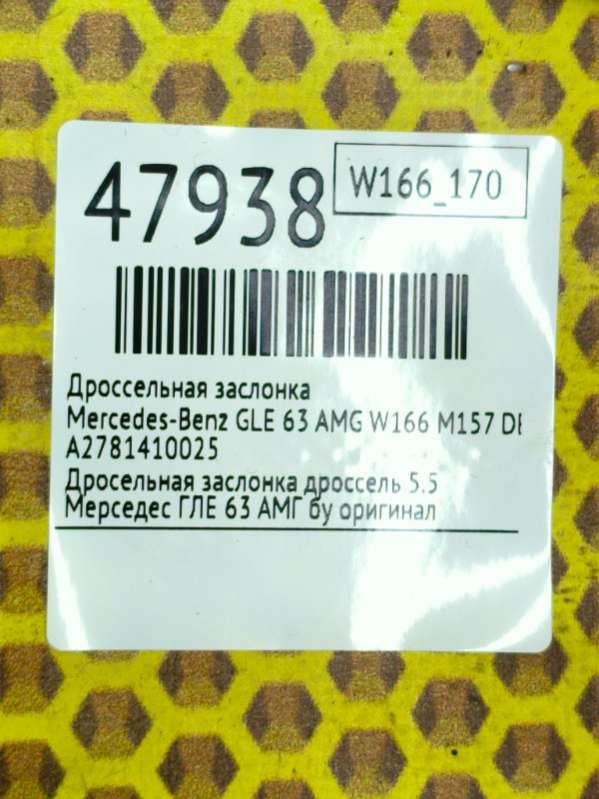 47938
W166_170
Дроссельная заслонка
Mercedes-Benz GLE 63 AMG W166 M157 DE
A2781410025
Дросельная заслонка дроссель 5.5
Мерседес ГЛЕ 63 АМГ бу оригинал